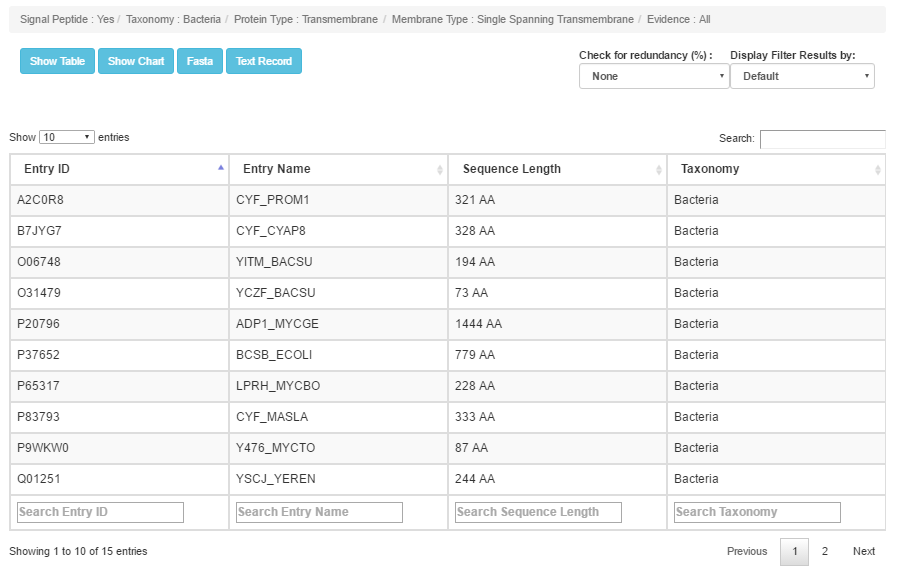 Signal Peptide : Yes / Taxonomy : Bacteria / Protein Type : Transmembrane / Membrane Type : Single Spanning Transmembrane / Evidence : All
Show Table Show Chart Fasta Text Record
Check for redundancy (%) : Display Filter Results by:
None Default
Show 10 entries Search:
Entry ID Entry Name Sequence Length Taxonomy
A2C0R8 CYF_PROM1 321 AA Bacteria
B7JYG7 CYF_CYAP8 328 AA Bacteria
O06748 YITM_BACSU 194 AA Bacteria
O31479 YCZF_BACSU 73 AA Bacteria
P20796 ADP1_MYCGE 1444 AA Bacteria
P37652 BCSB_ECOLI 779 AA Bacteria
P65317 LPRH_MYCBO 228 AA Bacteria
P83793 CYF_MASLA 333 AA Bacteria
P9WKW0 Y476_MYCTO 87 AA Bacteria
Q01251 YSCJ_YEREN 244 AA Bacteria
Search Entry ID Search Entry Name Search Sequence Length Search Taxonomy
Showing 1 to 10 of 15 entries Previous 1 2 Next